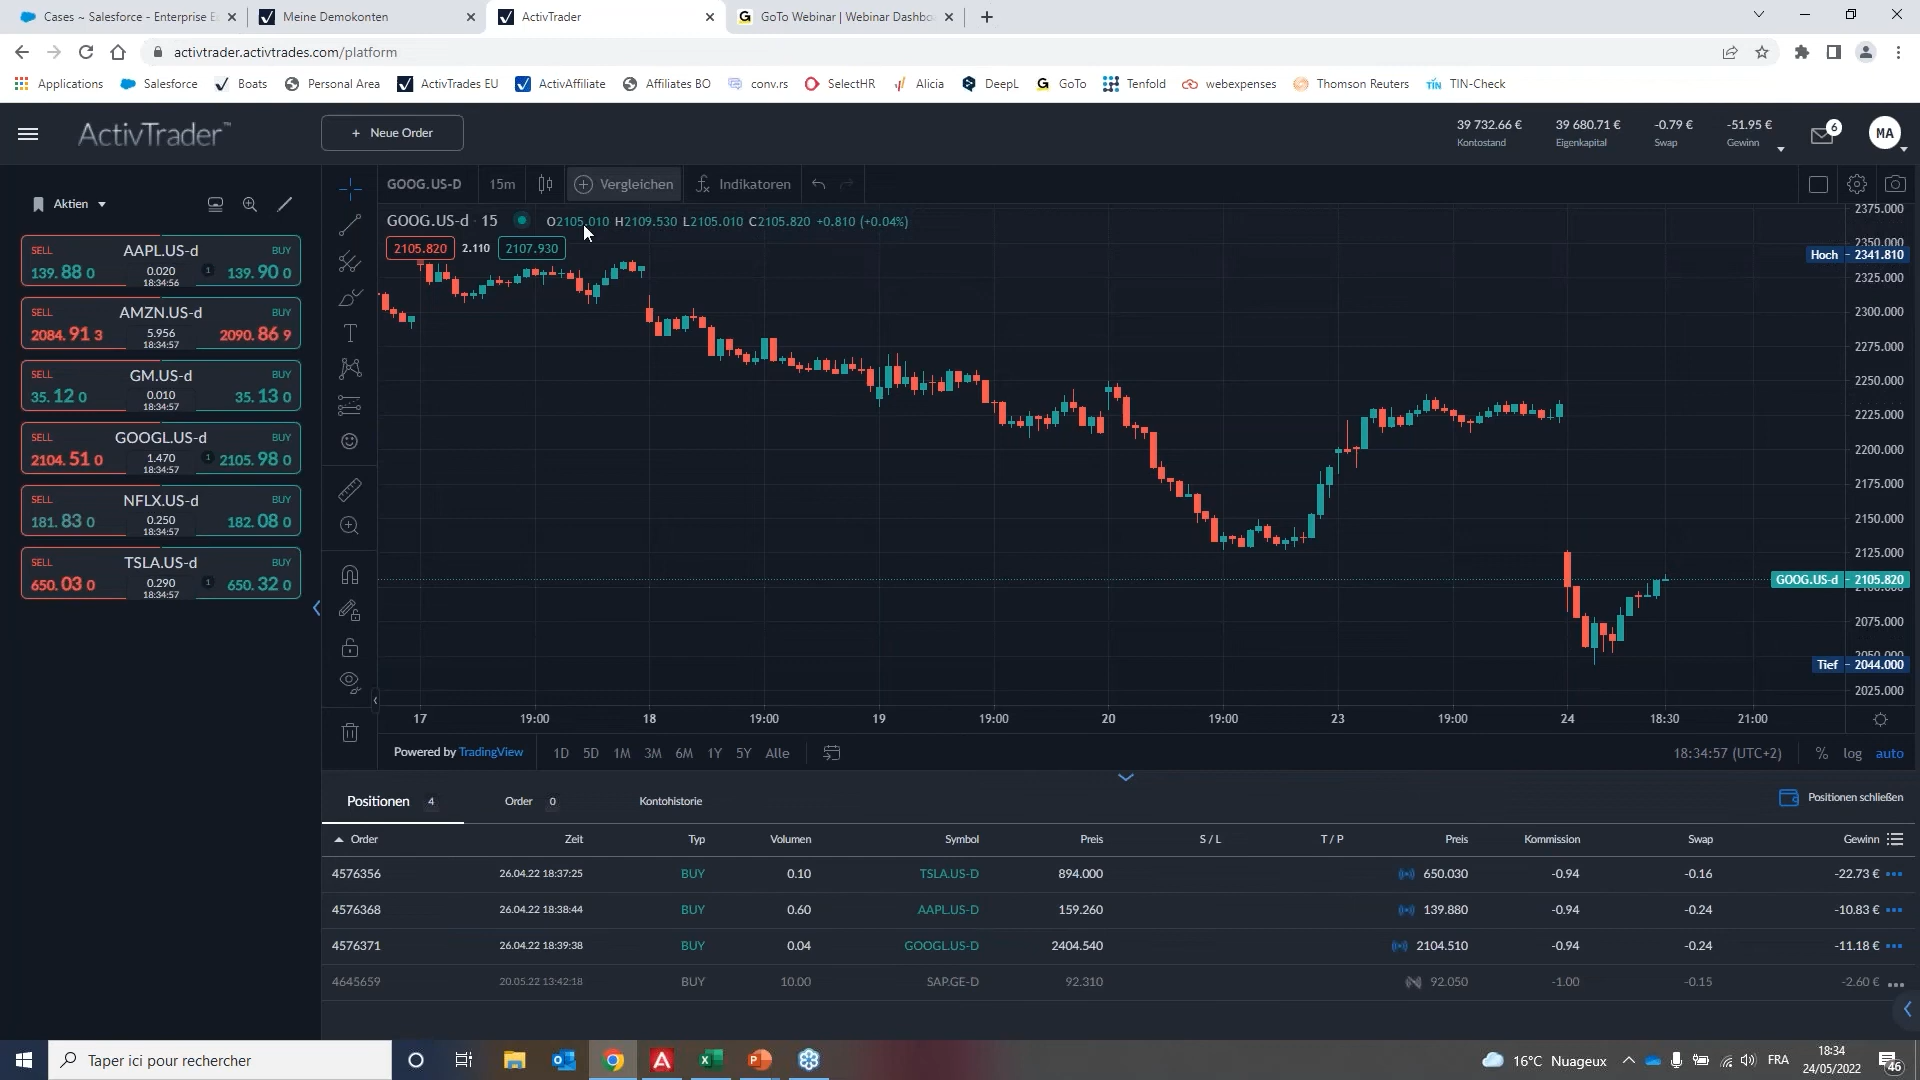 Cases ~ Salesforce - Enterprise E
Meine Demokonten
ActivTrader
GoTo Webinar | Webinar Dashbo
activtrader.activtrades.com/platform
Applications
Salesforce
Boats
Personal Area
ActivTrades EU
ActivAffiliate
Affiliates BO
conv.rs
SelectHR
Alicia
DeepL
GoTo
Tenfold
webexpenses
Thomson Reuters
TIN-Check
ActivTrader™
+ Neue Order
39 732.66 € Kontostand
39 680.71 € Eigenkapital
-0.79 € Swap
-51.95 € Gewinn
6
MA
Aktien
GOOG.US-D
15m
Vergleichen
Indikatoren
GOOG.US-d · 15
O2105.010 H2109.530 L2105.010 C2105.820 +0.810 (+0.04%)
2105.820 2.110 2107.930
SELL AAPL.US-d BUY
139. 88 0 0.020 1 139. 90 0
18:34:56
SELL AMZN.US-d BUY
2084. 91 3 5.956 2090. 86 9
18:34:57
SELL GM.US-d BUY
35. 12 0 0.010 35. 13 0
18:34:57
SELL GOOGL.US-d BUY
2104. 51 0 1.470 1 2105. 98 0
18:34:57
SELL NFLX.US-d BUY
181. 83 0 0.250 182. 08 0
18:34:57
SELL TSLA.US-d BUY
650. 03 0 0.290 1 650. 32 0
18:34:57
2375.000
2350.000
Hoch 2341.810
2325.000
2300.000
2275.000
2250.000
2225.000
2200.000
2175.000
2150.000
2125.000
GOOG.US-d 2105.820
2100.000
2075.000
2050.000
Tief 2044.000
2025.000
17 19:00 18 19:00 19 19:00 20 19:00 23 19:00 24 18:30 21:00
Powered by TradingView
1D 5D 1M 3M 6M 1Y 5Y Alle
18:34:57 (UTC+2) % log auto
Positionen 4
Order 0
Kontohistorie
Positionen schließen
Order Zeit Typ Volumen Symbol Preis S / L T / P Preis Kommission Swap Gewinn
4576356 26.04.22 18:37:25 BUY 0.10 TSLA.US-D 894.000 650.030 -0.94 -0.16 -22.73 €
4576368 26.04.22 18:38:44 BUY 0.60 AAPL.US-D 159.260 139.880 -0.94 -0.24 -10.83 €
4576371 26.04.22 18:39:38 BUY 0.04 GOOGL.US-D 2404.540 2104.510 -0.94 -0.24 -11.18 €
4645659 20.05.22 13:42:18 BUY 10.00 SAP.GE-D 92.310 92.050 -1.00 -0.15 -2.60 €
Taper ici pour rechercher
16°C Nuageux
FRA
18:34
24/05/2022
46